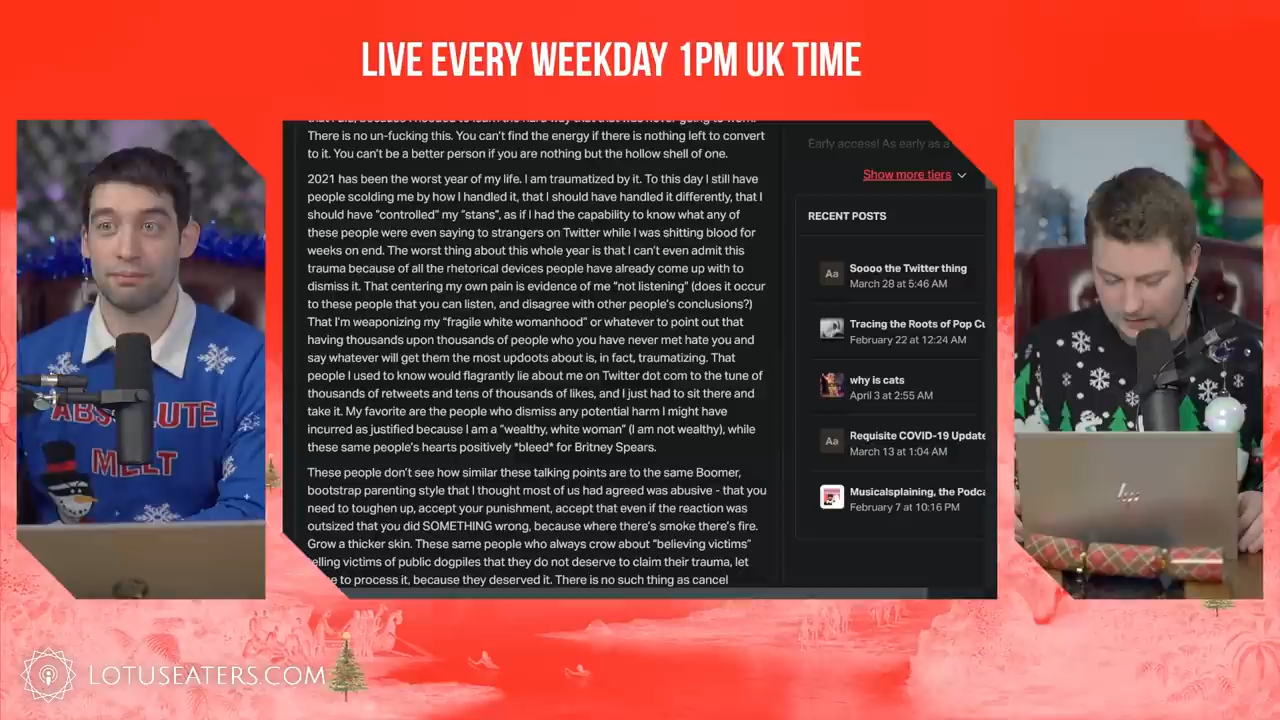 LIVE EVERY WEEKDAY 1PM UK TIME
There is no un-fucking this. You can't find the energy if there is nothing left to convert
to it. You can't be a better person if you are nothing but the hollow shell of one.
2021 has been the worst year of my life. I am traumatized by it. To this day I still have
people scolding me by how I handled it, that I should have handled it differently, that I
should have “controlled” my “stans”, as if I had the capability to know what any of
these people were even saying to strangers on Twitter while I was shitting blood for
weeks on end. The worst thing about this whole year is that I can't even admit this
trauma because of all the rhetorical devices people have already come up with to
dismiss it. That centering my own pain is evidence of me “not listening” (does it occur
to these people that you can listen, and disagree with other people's conclusions?)
That I'm weaponizing my “fragile white womanhood” or whatever to point out that
having thousands upon thousands of people who you have never met hate you and
say whatever will get them the most updoots about is, in fact, traumatizing. That
people I used to know would flagrantly lie about me on Twitter dot com to the tune of
thousands of retweets and tens of thousands of likes, and I just had to sit there and
take it. My favorite are the people who dismiss any potential harm I might have
incurred as justified because I am a “wealthy, white woman” (I am not wealthy), while
these same people's hearts positively *bleed* for Britney Spears.
These people don't see how similar these talking points are to the same Boomer,
bootstrap parenting style that I thought most of us had agreed was abusive - that you
need to toughen up, accept your punishment, accept that even if the reaction was
outsized that you did SOMETHING wrong, because where there's smoke there's fire.
Grow a thicker skin. These same people who always crow about “believing victims”
elling victims of public dogpiles that they do not deserve to claim their trauma, let
e to process it, because they deserved it. There is no such thing as cancel
Early access! As early as a
Show more tiers
RECENT POSTS
Aa
Soooo the Twitter thing
March 28 at 5:46 AM
Tracing the Roots of Pop Cu
February 22 at 12:24 AM
why is cats
April 3 at 2:55 AM
Aa
Requisite COVID-19 Update
March 13 at 1:04 AM
Musicalsplaining, the Podca
February 7 at 10:16 PM
ABSOLUTE
MELT
hp
LOTUSEATERS.COM